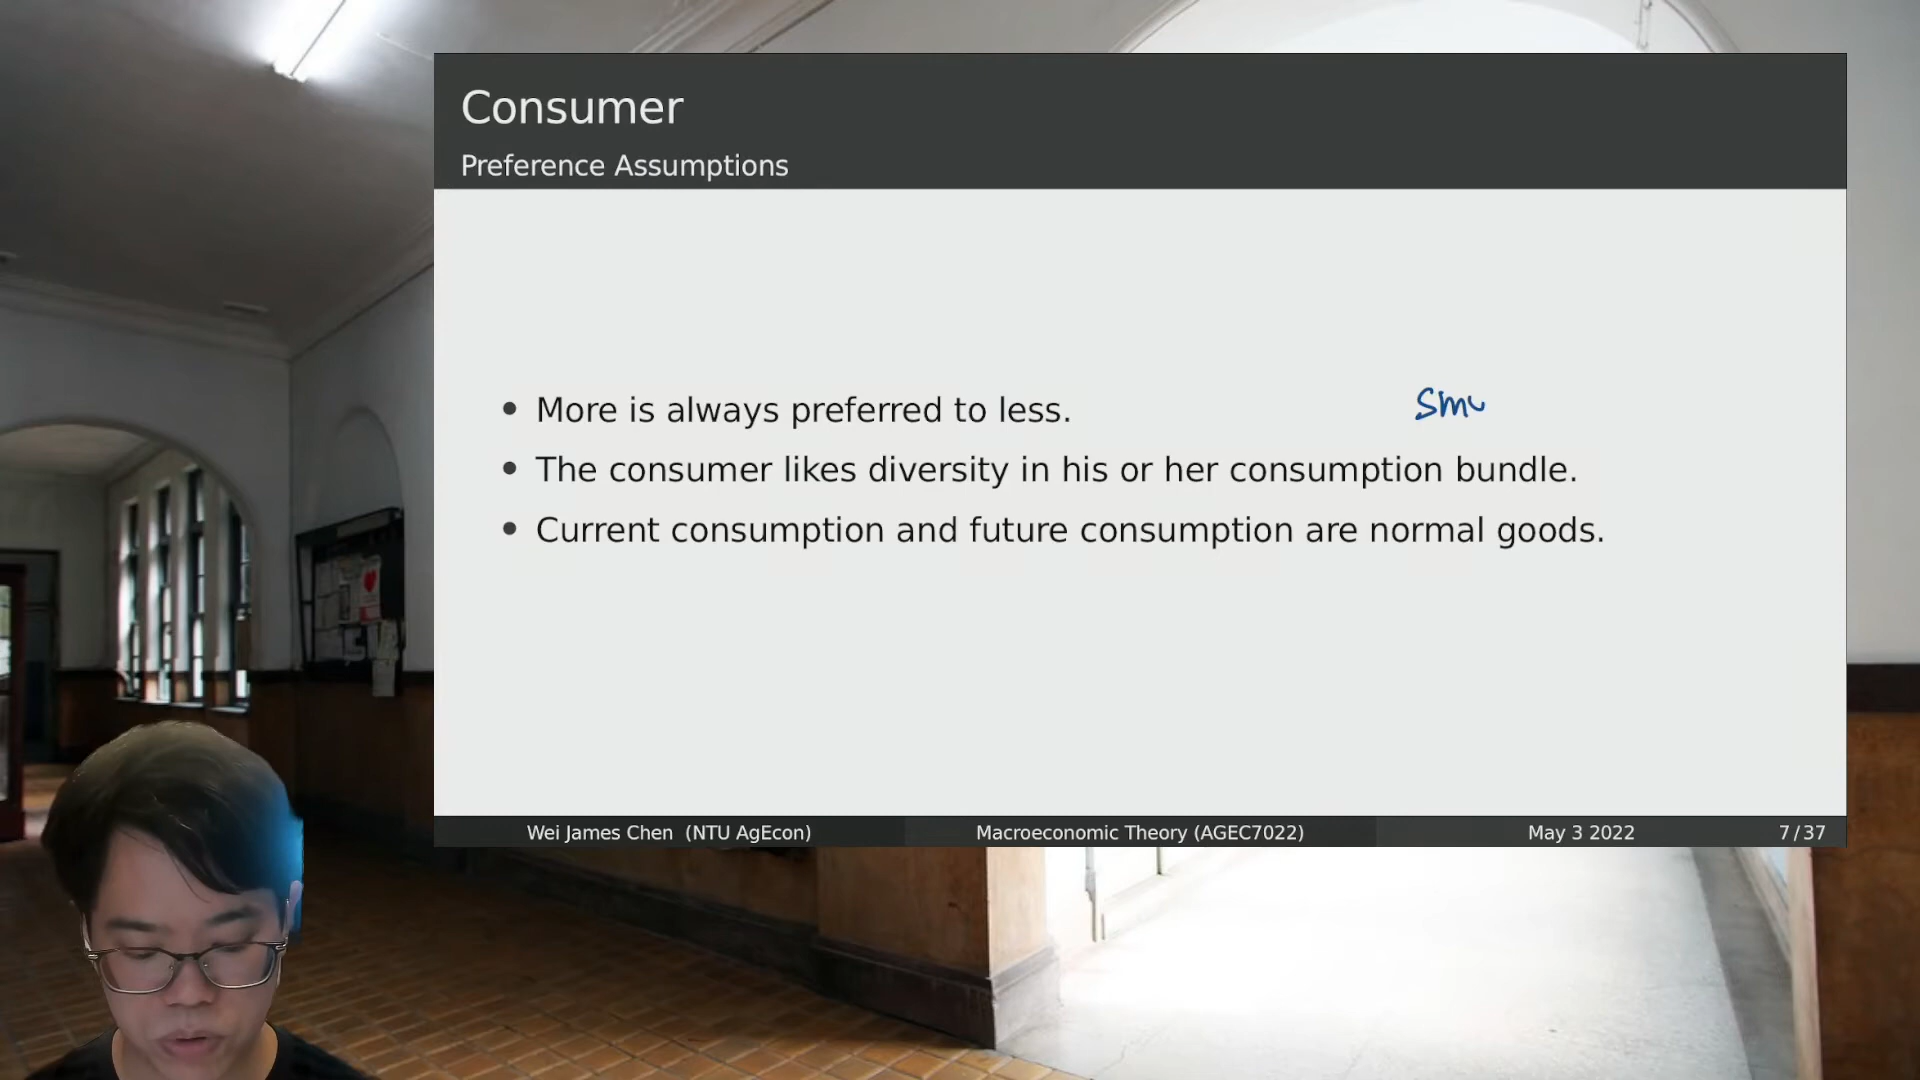 Consumer
Preference Assumptions
• More is always preferred to less.
Smu
• The consumer likes diversity in his or her consumption bundle.
• Current consumption and future consumption are normal goods.
Wei James Chen (NTU AgEcon) Macroeconomic Theory (AGEC7022) May 3 2022 7/37